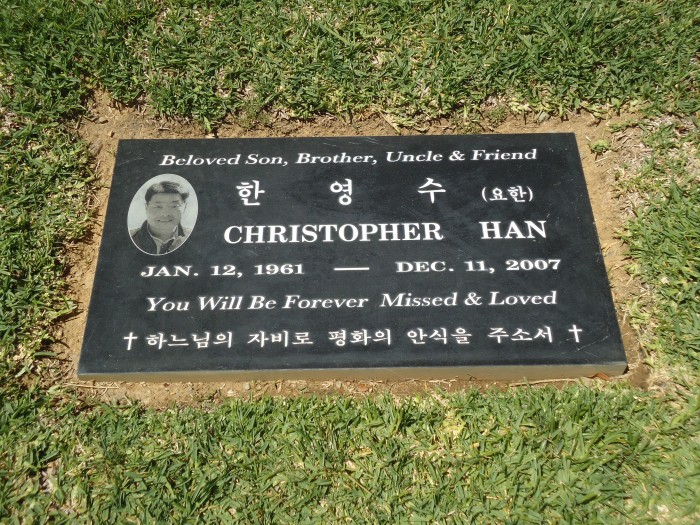 Beloved Son, Brother, Uncle & Friend
한 영 수 (요한)
CHRISTOPHER HAN
JAN. 12, 1961 — DEC. 11, 2007
You Will Be Forever Missed & Loved
†하느님의 자비로 평화의 안식을 주소서†